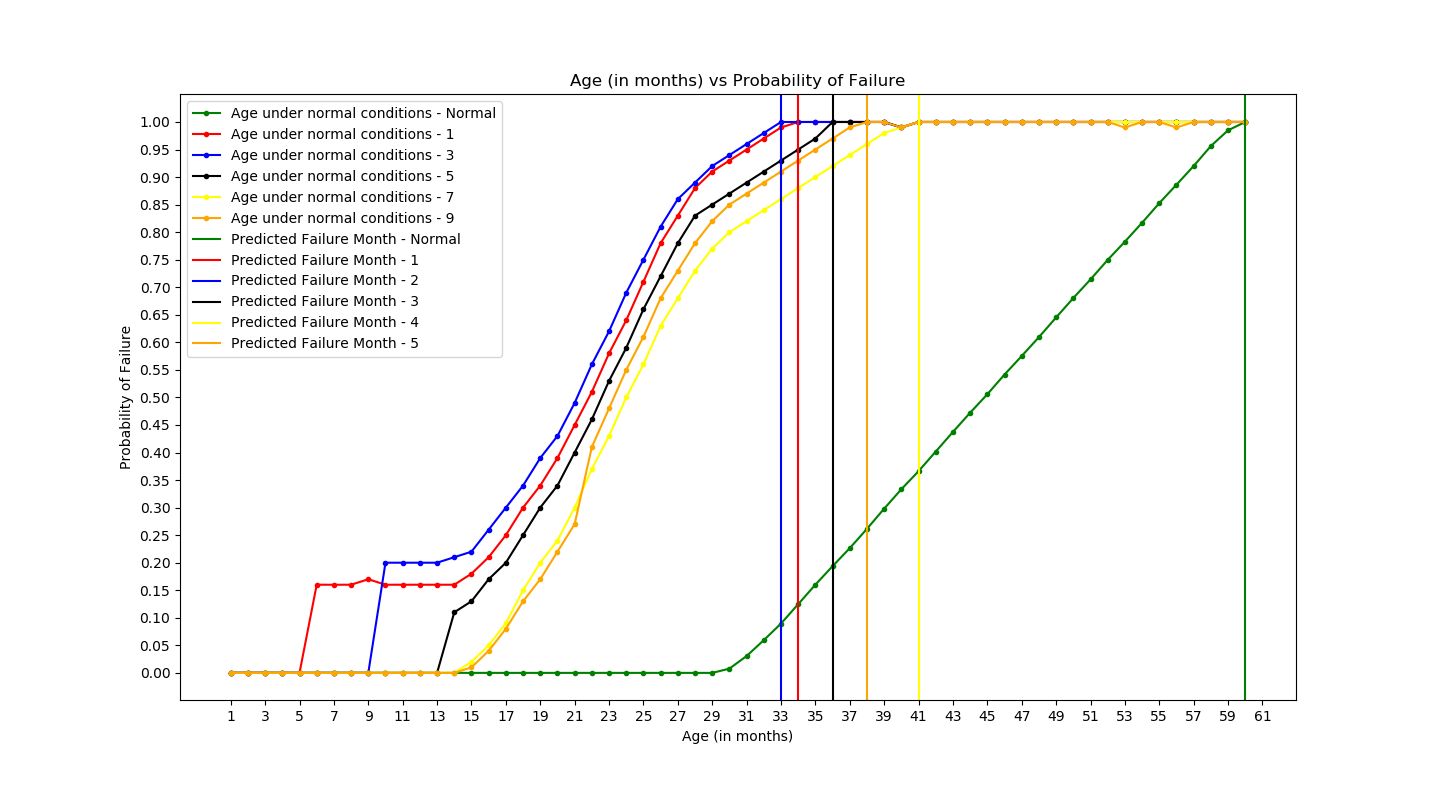 Age (in months) vs Probability of Failure
Age under normal conditions - Normal
Age under normal conditions - 1
Age under normal conditions - 3
Age under normal conditions - 5
Age under normal conditions - 7
Age under normal conditions - 9
Predicted Failure Month - Normal
Predicted Failure Month - 1
Predicted Failure Month - 2
Predicted Failure Month - 3
Predicted Failure Month - 4
Predicted Failure Month - 5
Probability of Failure
1.00
0.95
0.90
0.85
0.80
0.75
0.70
0.65
0.60
0.55
0.50
0.45
0.40
0.35
0.30
0.25
0.20
0.15
0.10
0.05
0.00
1 3 5 7 9 11 13 15 17 19 21 23 25 27 29 31 33 35 37 39 41 43 45 47 49 51 53 55 57 59 61
Age (in months)